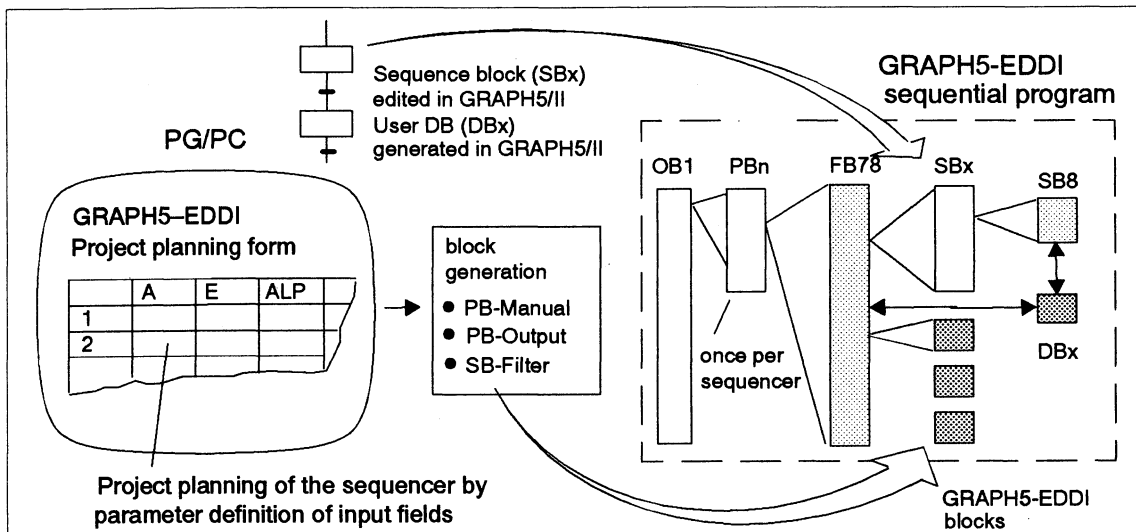 Sequence block (SBx)
edited in GRAPH5/II
User DB (DBx)
generated in GRAPH5/II
PG/PC
GRAPH5–EDDI
Project planning form
A E ALP
1
2
Project planning of the sequencer by
parameter definition of input fields
block
generation
● PB-Manual
● PB-Output
● SB-Filter
GRAPH5-EDDI
sequential program
OB1 PBn FB78 SBx SB8
once per
sequencer
DBx
GRAPH5-EDDI
blocks